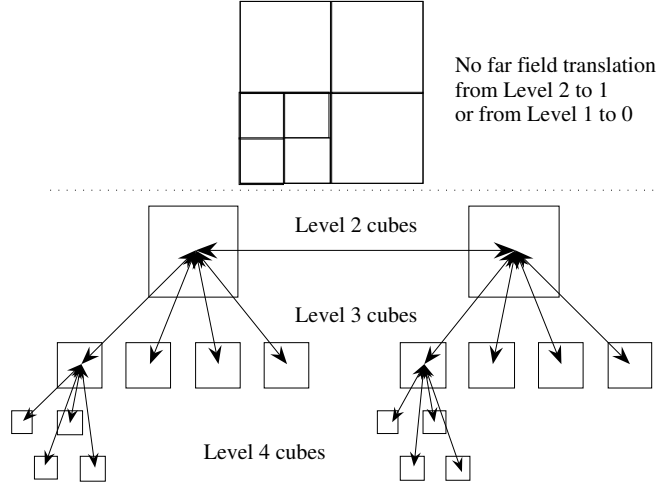 No far field translation
from Level 2 to 1
or from Level 1 to 0
Level 2 cubes
Level 3 cubes
Level 4 cubes